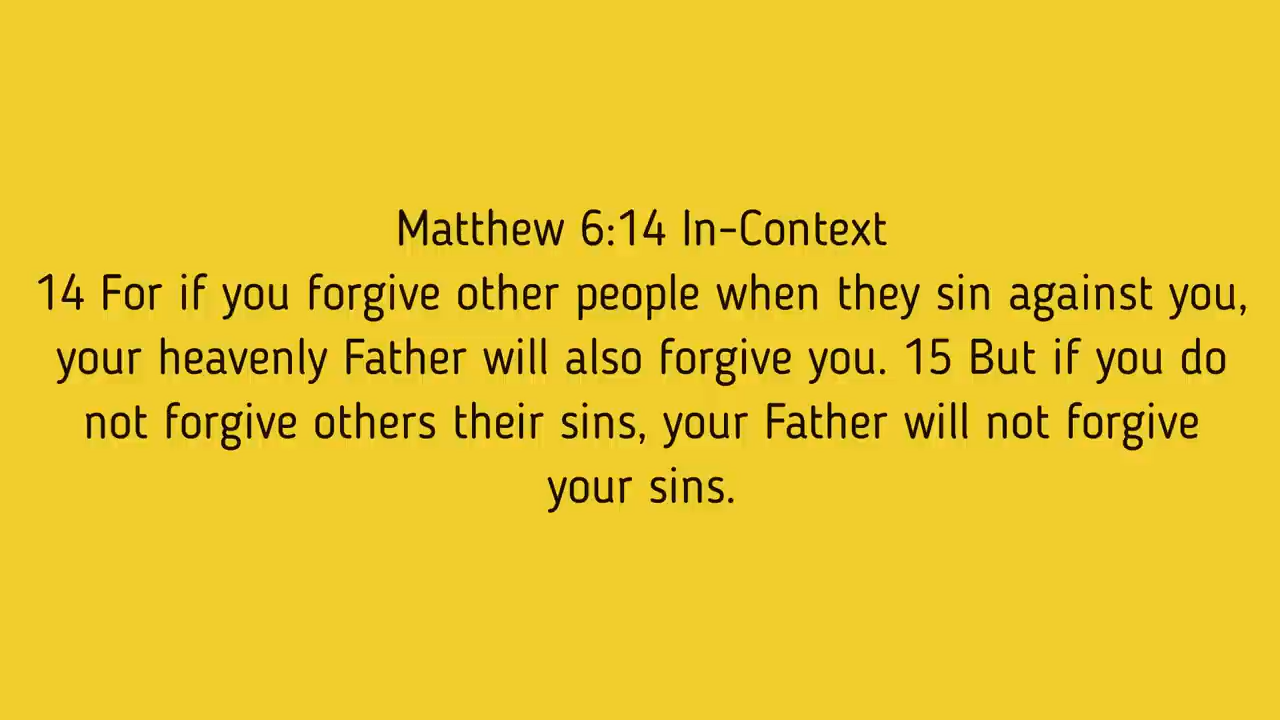 Matthew 6:14 In-Context
14 For if you forgive other people when they sin against you,
your heavenly Father will also forgive you. 15 But if you do
not forgive others their sins, your Father will not forgive
your sins.